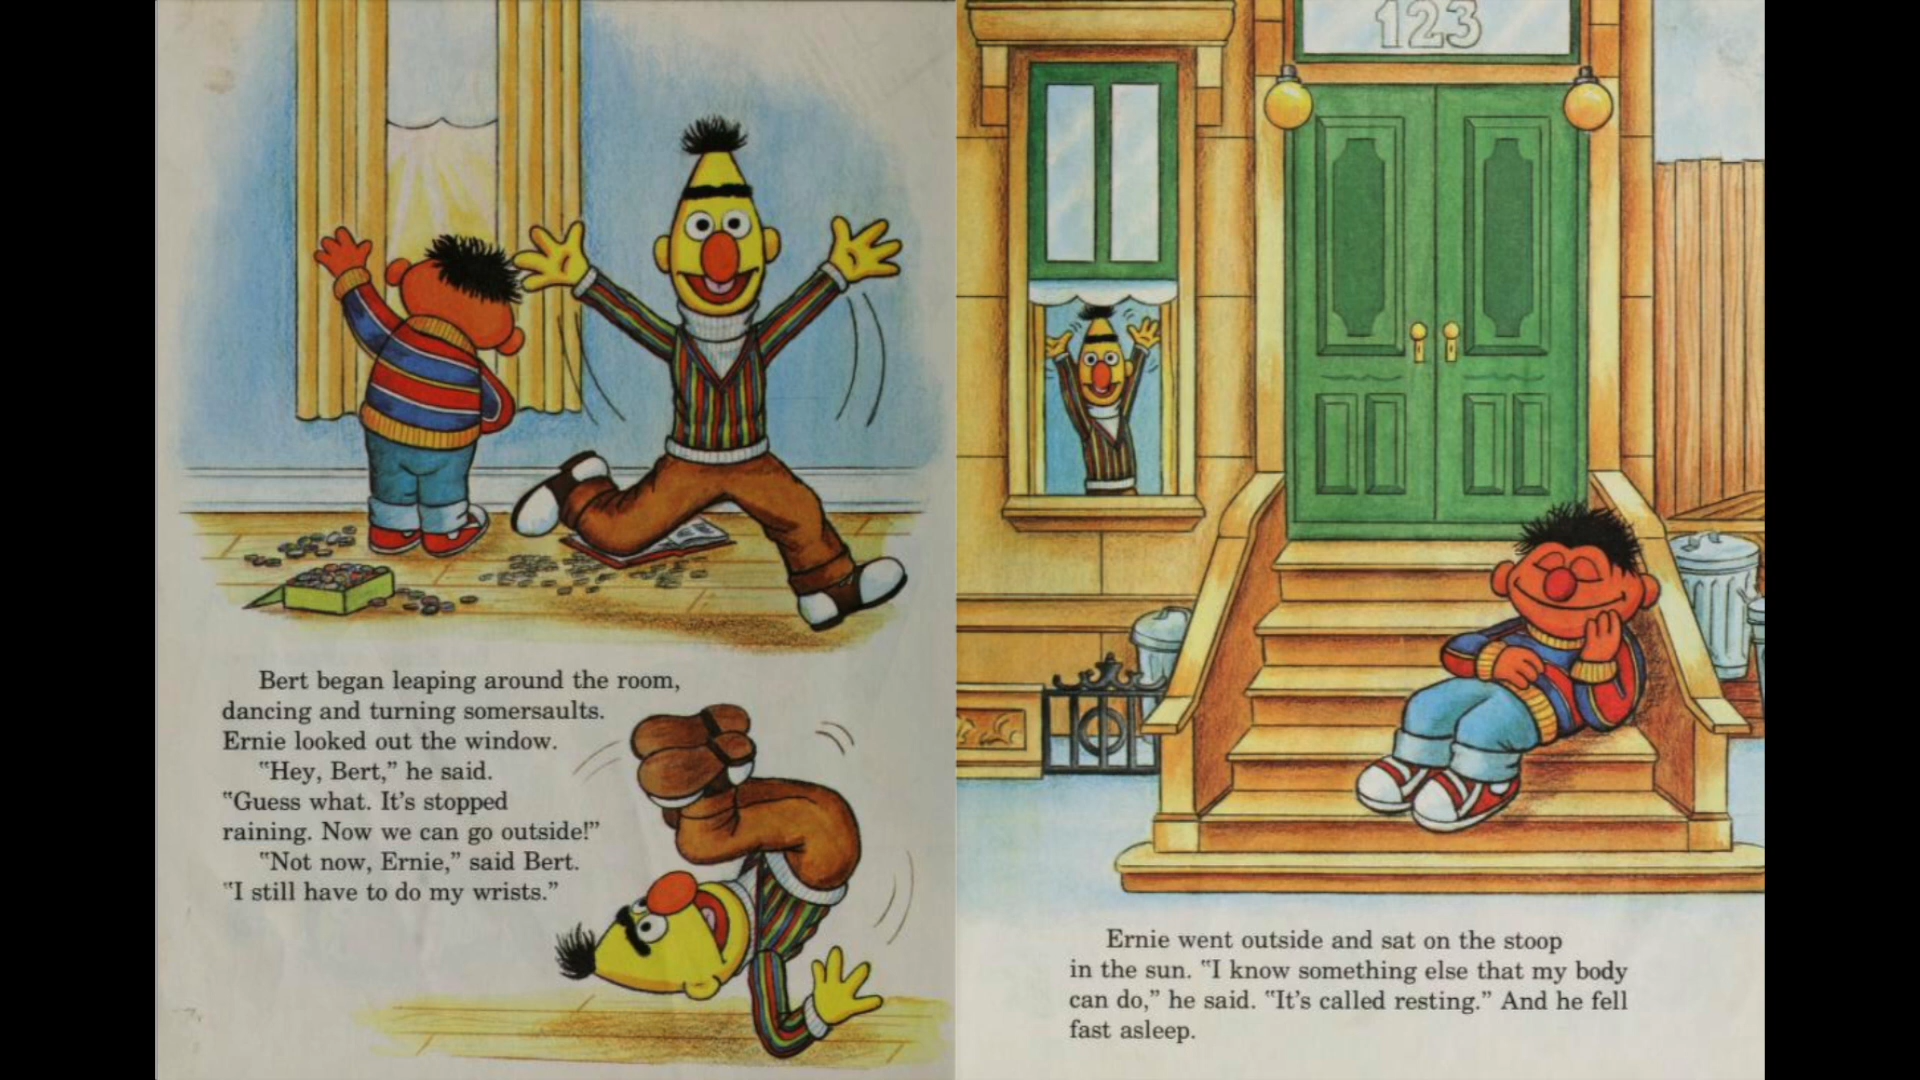 Bert began leaping around the room,
dancing and turning somersaults.
Ernie looked out the window.
"Hey, Bert," he said.
"Guess what. It's stopped
raining. Now we can go outside!"
"Not now, Ernie," said Bert.
"I still have to do my wrists."
123
Ernie went outside and sat on the stoop
in the sun. "I know something else that my body
can do," he said. "It's called resting." And he fell
fast asleep.